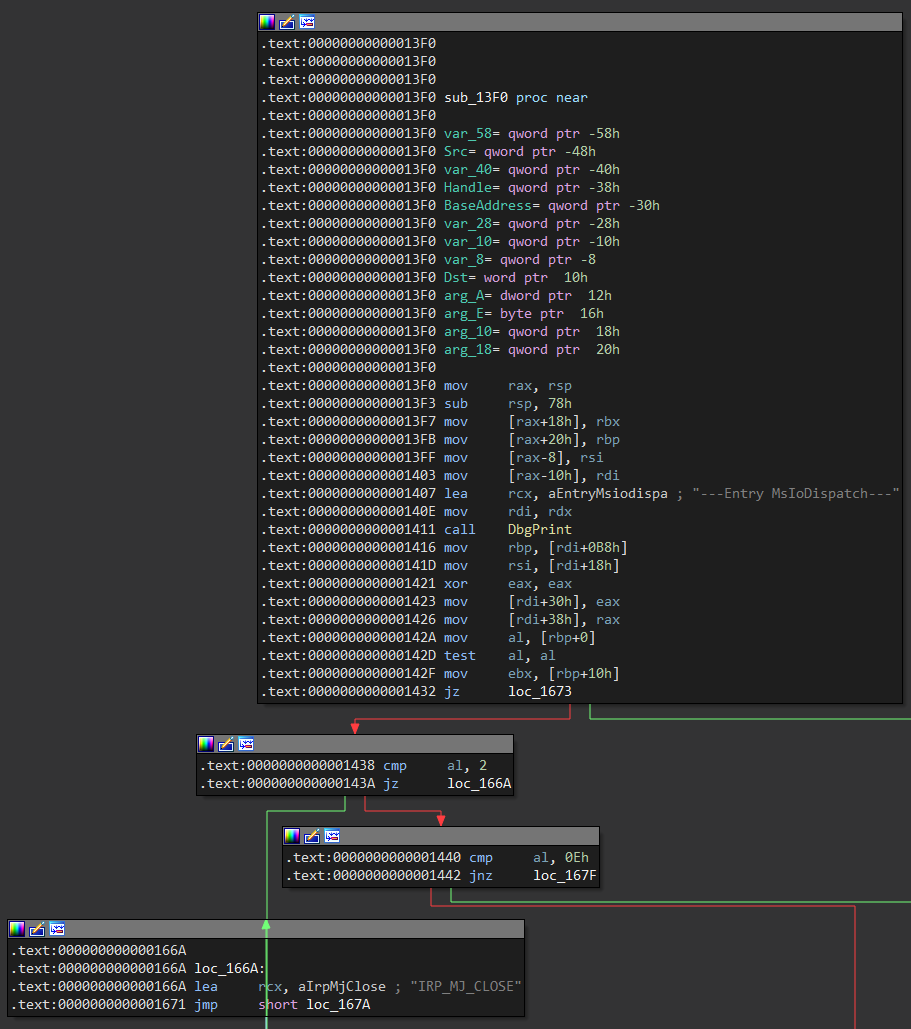 .text:00000000000013F0
.text:00000000000013F0
.text:00000000000013F0
.text:00000000000013F0 sub_13F0 proc near
.text:00000000000013F0
.text:00000000000013F0 var_58= qword ptr -58h
.text:00000000000013F0 Src= qword ptr -48h
.text:00000000000013F0 var_40= qword ptr -40h
.text:00000000000013F0 Handle= qword ptr -38h
.text:00000000000013F0 BaseAddress= qword ptr -30h
.text:00000000000013F0 var_28= qword ptr -28h
.text:00000000000013F0 var_10= qword ptr -10h
.text:00000000000013F0 var_8= qword ptr -8
.text:00000000000013F0 Dst= word ptr  10h
.text:00000000000013F0 arg_A= dword ptr  12h
.text:00000000000013F0 arg_E= byte ptr  16h
.text:00000000000013F0 arg_10= qword ptr  18h
.text:00000000000013F0 arg_18= qword ptr  20h
.text:00000000000013F0
.text:00000000000013F0 mov     rax, rsp
.text:00000000000013F3 sub     rsp, 78h
.text:00000000000013F7 mov     [rax+18h], rbx
.text:00000000000013FB mov     [rax+20h], rbp
.text:00000000000013FF mov     [rax-8], rsi
.text:0000000000001403 mov     [rax-10h], rdi
.text:0000000000001407 lea     rcx, aEntryMsiodispa ; "---Entry MsIoDispatch---"
.text:000000000000140E mov     rdi, rdx
.text:0000000000001411 call    DbgPrint
.text:0000000000001416 mov     rbp, [rdi+0B8h]
.text:000000000000141D mov     rsi, [rdi+18h]
.text:0000000000001421 xor     eax, eax
.text:0000000000001423 mov     [rdi+30h], eax
.text:0000000000001426 mov     [rdi+38h], rax
.text:000000000000142A mov     al, [rbp+0]
.text:000000000000142D test    al, al
.text:000000000000142F mov     ebx, [rbp+10h]
.text:0000000000001432 jz      loc_1673
.text:0000000000001438 cmp     al, 2
.text:000000000000143A jz      loc_166A
.text:0000000000001440 cmp     al, 0Eh
.text:0000000000001442 jnz     loc_167F
.text:000000000000166A
.text:000000000000166A loc_166A:
.text:000000000000166A lea     rcx, aIrpMjClose ; "IRP_MJ_CLOSE"
.text:0000000000001671 jmp     short loc_167A